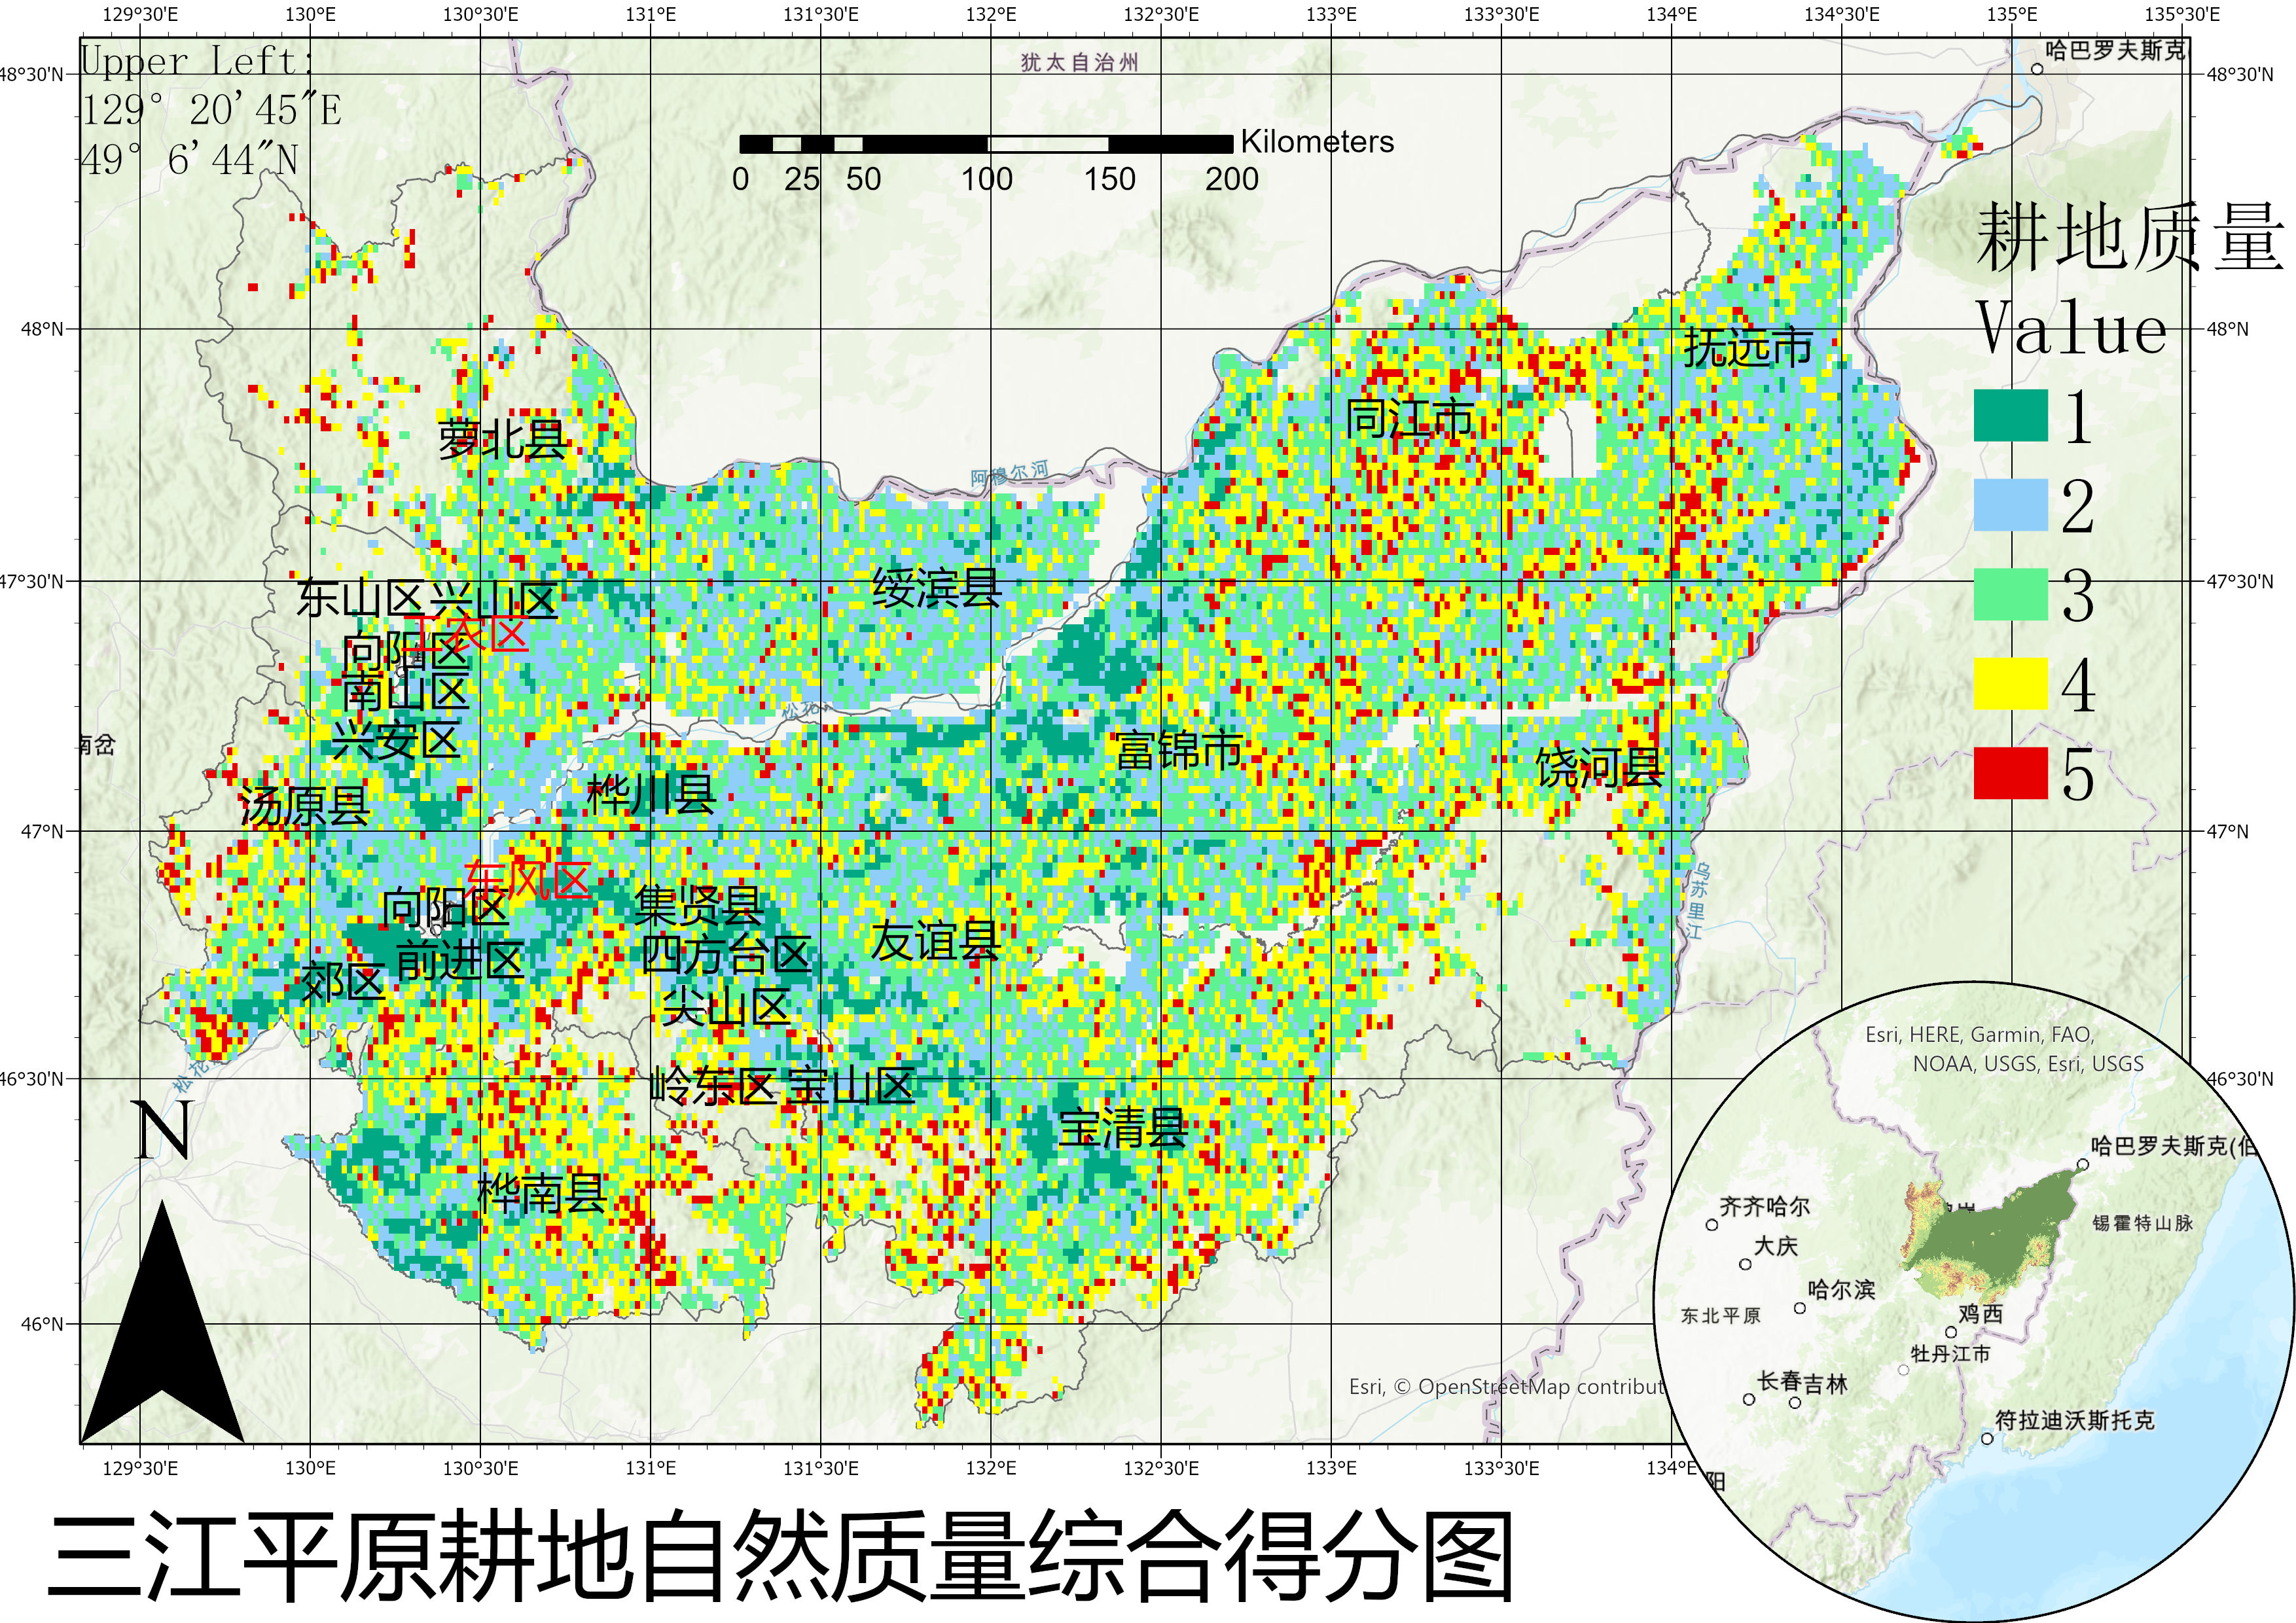 129°30'E 130°E 130°30'E 131°E 131°30'E 132°E 132°30'E 133°E 133°30'E 134°E 134°30'E 135°E 135°30'E
Upper Left:
129° 20'45"E
49° 6'44"N
犹太自治州
哈巴罗夫斯克
48°30'N
48°30'N
Kilometers
0 25 50 100 150 200
耕地质量
Value
1
2
3
4
5
48°N
48°N
抚远市
同江市
萝北县
阿穆尔河
47°30'N
47°30'N
绥滨县
东山区
兴山区
工农区
向阳区
南山区
兴安区
松花
南岔
富锦市
饶河县
桦川县
汤原县
47°N
47°N
东风区
向阳区
集贤县
友谊县
四方台区
前进区
郊区
尖山区
乌苏里江
松花
46°30'N
46°30'N
岭东区
宝山区
宝清县
桦南县
N
46°N
Esri, © OpenStreetMap contribut
Esri, HERE, Garmin, FAO,
NOAA, USGS, Esri, USGS
哈巴罗夫斯克(伯
齐齐哈尔
锡霍特山脉
大庆
哈尔滨
东北平原
鸡西
牡丹江市
长春
吉林
符拉迪沃斯托克
阳
129°30'E 130°E 130°30'E 131°E 131°30'E 132°E 132°30'E 133°E 133°30'E 134°E
三江平原耕地自然质量综合得分图